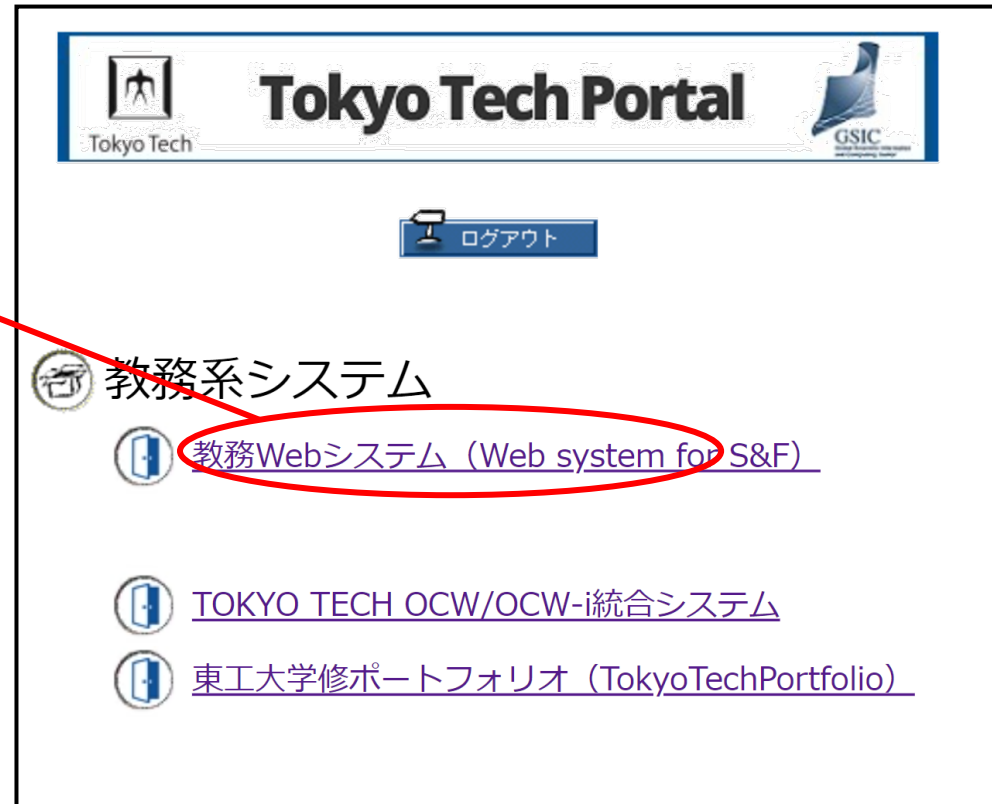 Tokyo Tech
Tokyo Tech Portal
GSIC
ログアウト
教務系システム
教務Webシステム（Web system for S&F）
TOKYO TECH OCW/OCW-i統合システム
東工大学修ポートフォリオ（TokyoTechPortfolio）